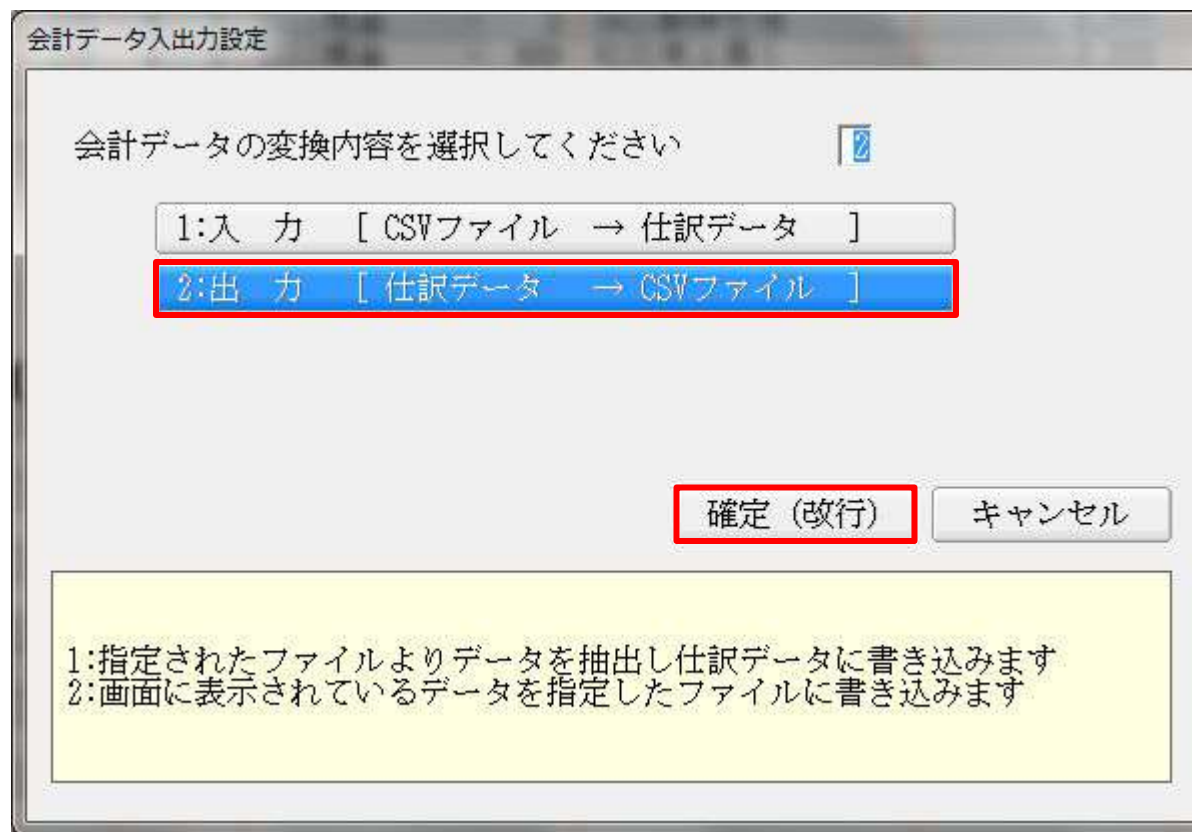 会計データ入出力設定
会計データの変換内容を選択してください 2
1:入 力 [ CSVファイル → 仕訳データ ]
2:出 力 [ 仕訳データ → CSVファイル ]
確定（改行） キャンセル
1:指定されたファイルよりデータを抽出し仕訳データに書き込みます
2:画面に表示されているデータを指定したファイルに書き込みます